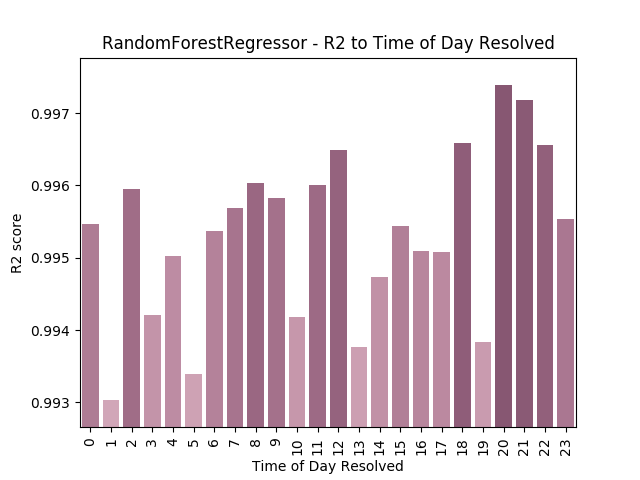 RandomForestRegressor - R2 to Time of Day Resolved
0.997
0.996
0.995
0.994
0.993
R2 score
0 1 2 3 4 5 6 7 8 9 10 11 12 13 14 15 16 17 18 19 20 21 22 23
Time of Day Resolved